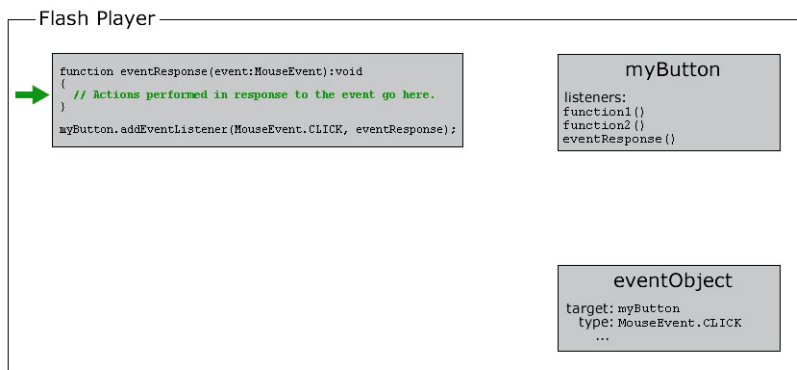 Flash Player
function eventResponse(event:MouseEvent):void
{
// Actions performed in response to the event go here.
}
myButton.addEventListener(MouseEvent.CLICK, eventResponse);
myButton
listeners:
function1()
function2()
eventResponse()
eventObject
target: myButton
type: MouseEvent.CLICK
...